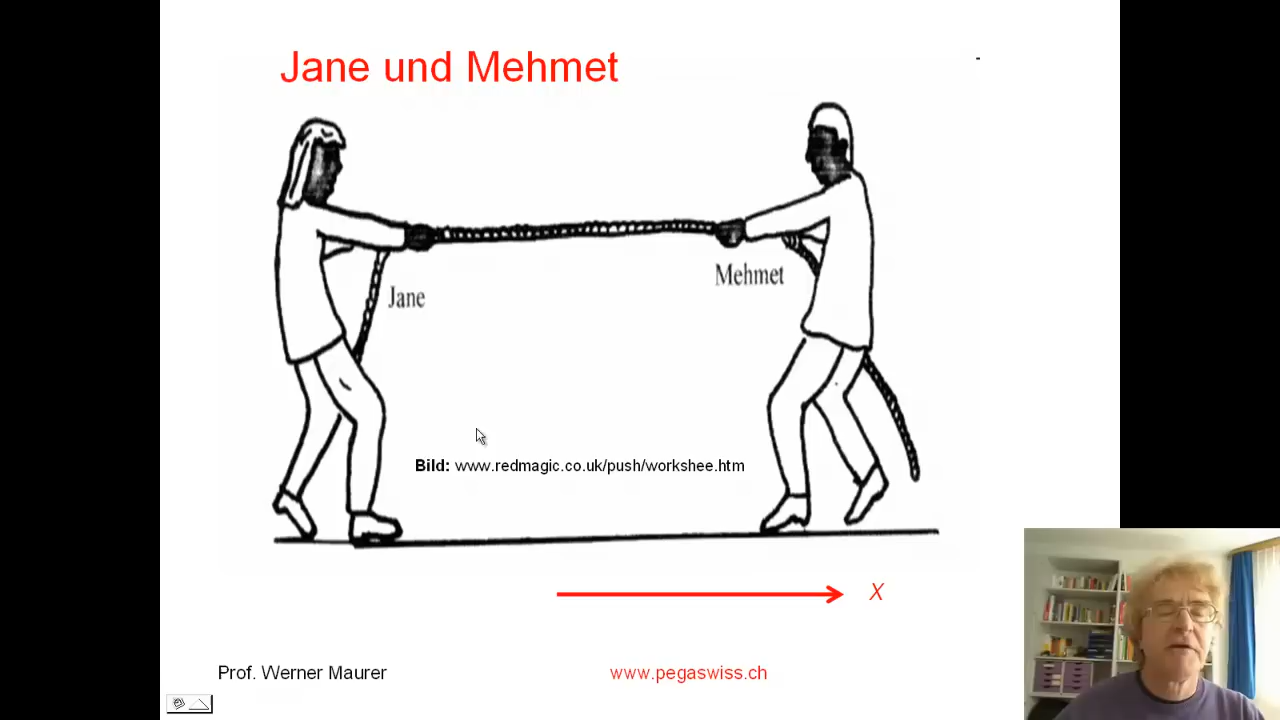 Jane und Mehmet
Jane
Mehmet
Bild: www.redmagic.co.uk/push/workshee.htm
X
Prof. Werner Maurer
www.pegaswiss.ch